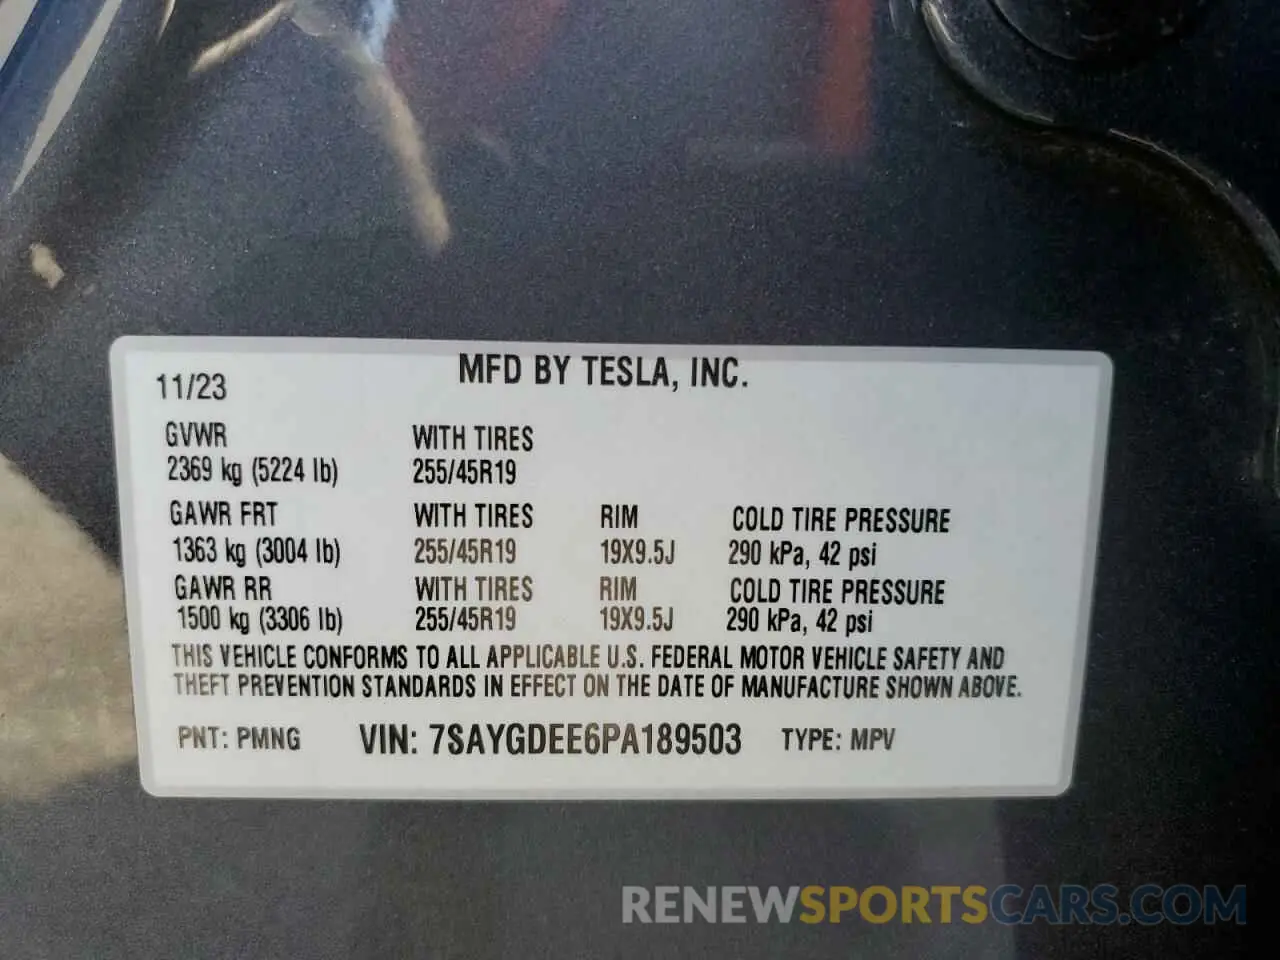 MFD BY TESLA, INC.
11/23
GVWR WITH TIRES
2369 kg (5224 lb) 255/45R19
GAWR FRT WITH TIRES RIM COLD TIRE PRESSURE
1363 kg (3004 lb) 255/45R19 19X9.5J 290 kPa, 42 psi
GAWR RR WITH TIRES RIM COLD TIRE PRESSURE
1500 kg (3306 lb) 255/45R19 19X9.5J 290 kPa, 42 psi
THIS VEHICLE CONFORMS TO ALL APPLICABLE U.S. FEDERAL MOTOR VEHICLE SAFETY AND
THEFT PREVENTION STANDARDS IN EFFECT ON THE DATE OF MANUFACTURE SHOWN ABOVE.
PNT: PMNG VIN: 7SAYGDEE6PA189503 TYPE: MPV
RENEWSPORTSCARS.COM